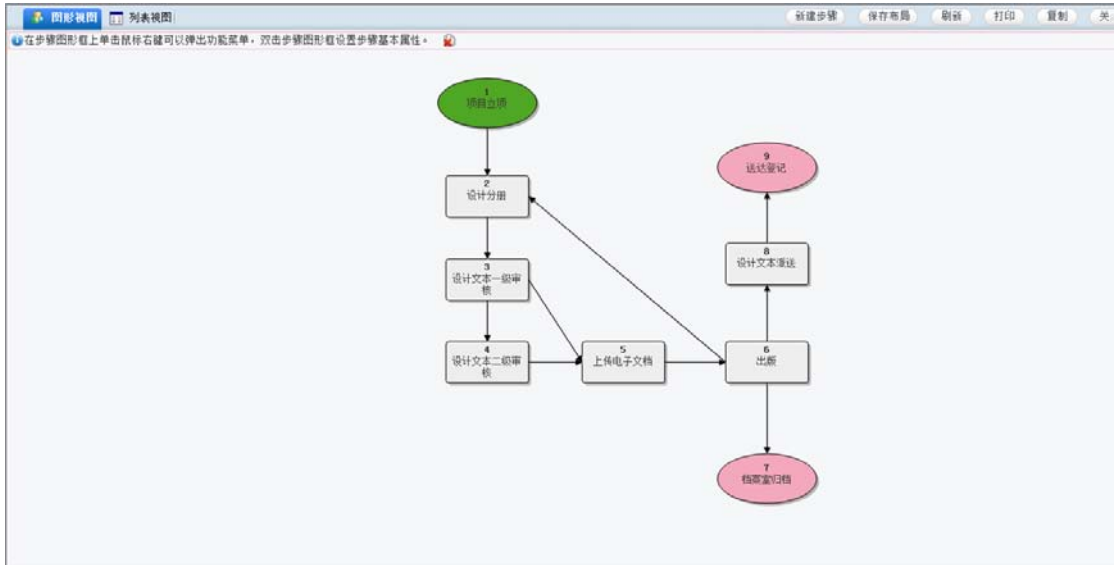 图形视图 列表视图 新建步骤 保存布局 刷新 打印 复制 关
在步骤图形框上单击鼠标右键可以弹出功能菜单，双击步骤图形框设置步骤基本属性。
1
项目立项
2
设计分册
3
设计文本一级审
核
4
设计文本二级审
核
5
上传电子文档
6
出版
9
送达登记
8
设计文本派送
7
档案室归档